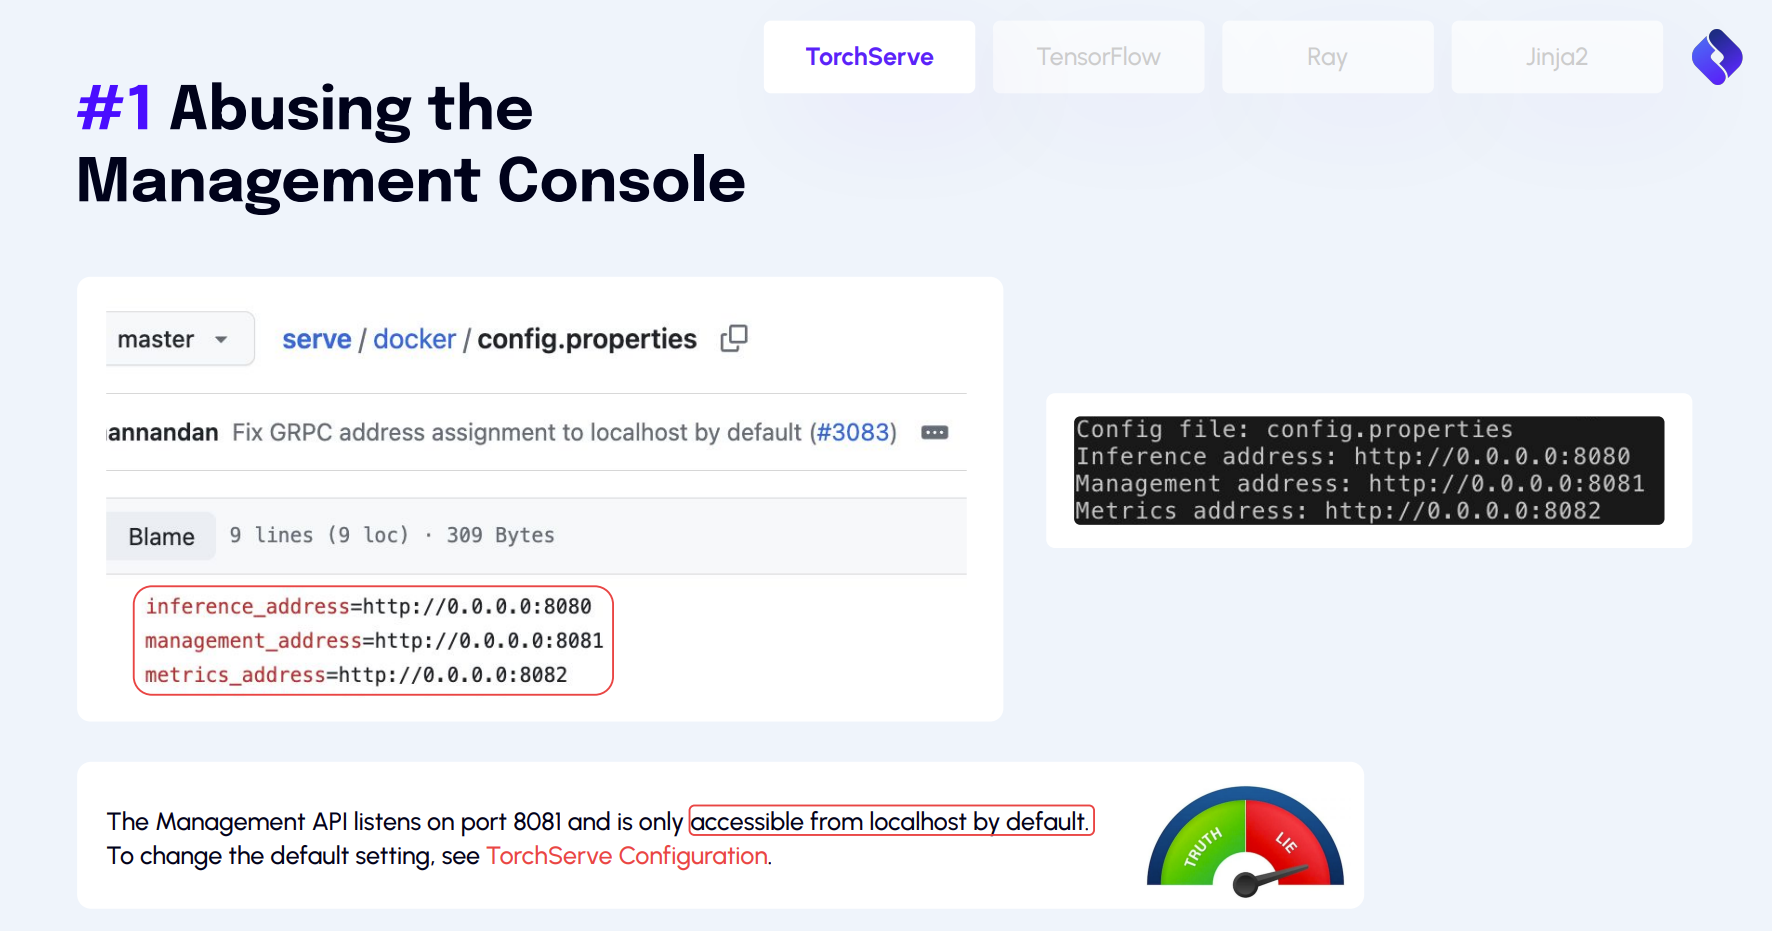 TorchServe
TensorFlow
Ray
Jinja2
#1 Abusing the
Management Console
master
serve / docker / config.properties
annandan Fix GRPC address assignment to localhost by default (#3083)
Blame 9 lines (9 loc) · 309 Bytes
inference_address=http://0.0.0.0:8080
management_address=http://0.0.0.0:8081
metrics_address=http://0.0.0.0:8082
Config file: config.properties
Inference address: http://0.0.0.0:8080
Management address: http://0.0.0.0:8081
Metrics address: http://0.0.0.0:8082
The Management API listens on port 8081 and is only accessible from localhost by default.
To change the default setting, see TorchServe Configuration.
TRUTH
LIE